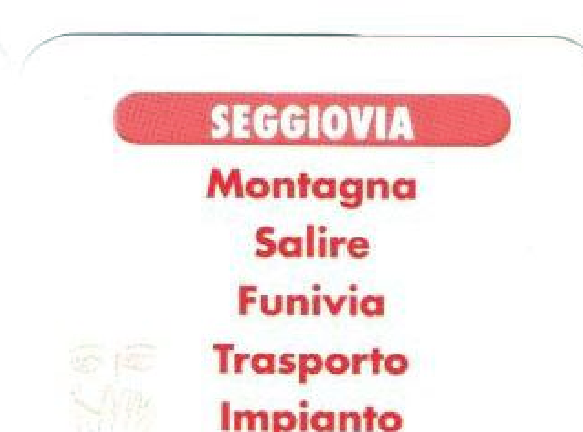 SEGGIOVIA
Montagna
Salire
Funivia
Trasporto
Impianto